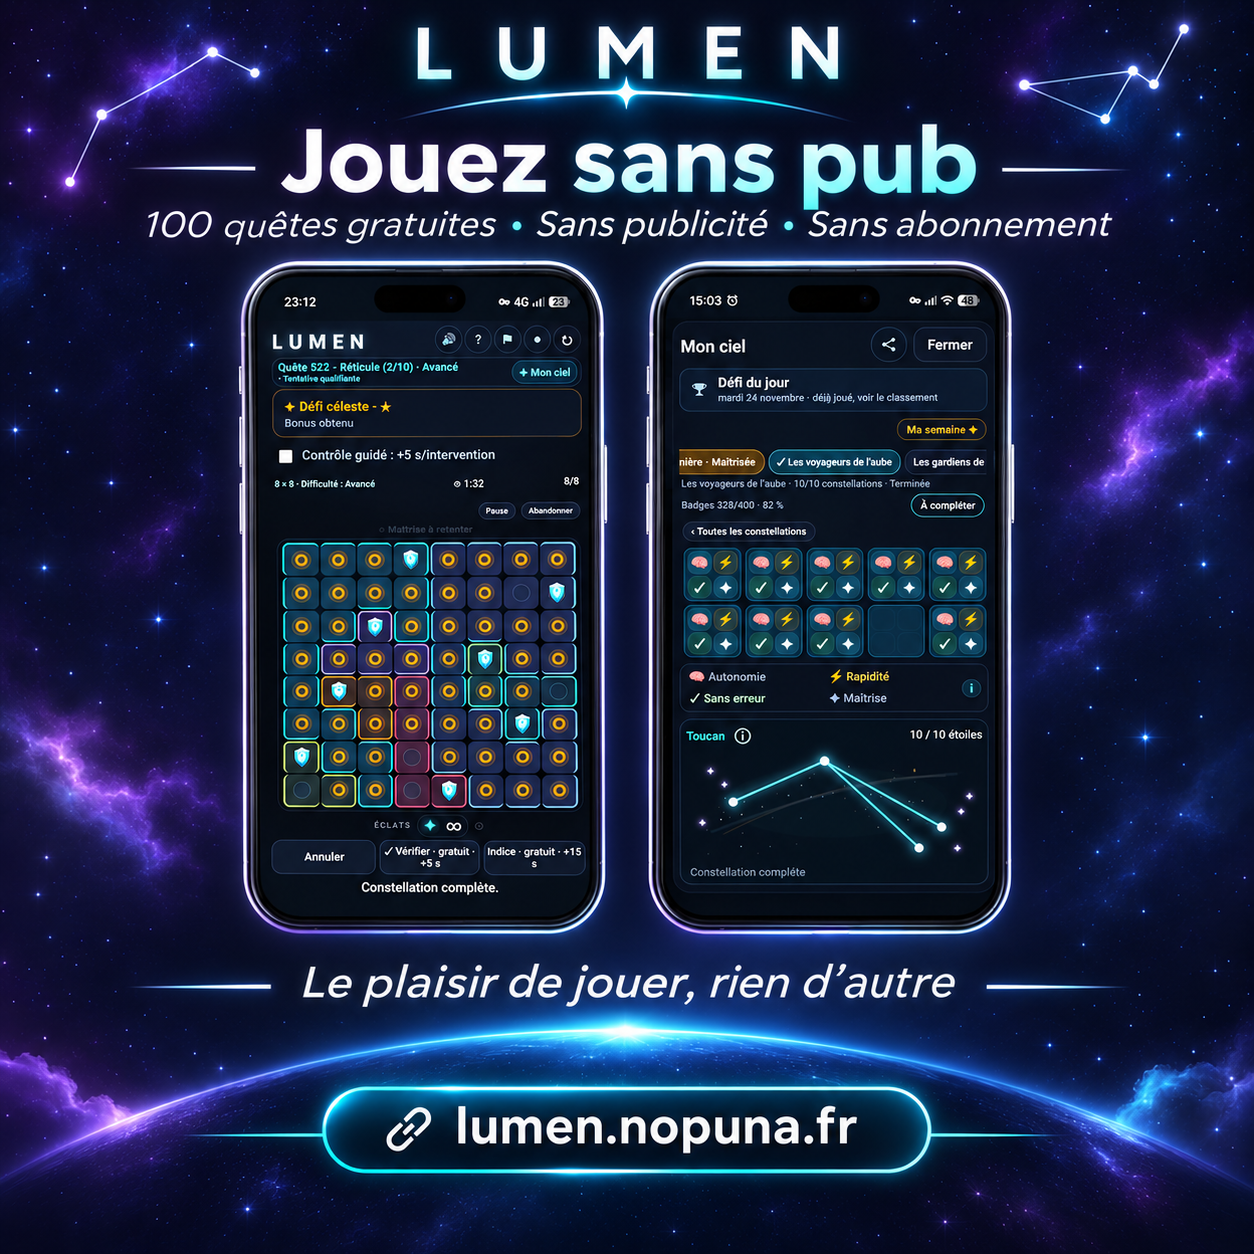 LUMEN
Jouez sans pub
100 quêtes gratuites • Sans publicité • Sans abonnement
23:12 4G 23
LUMEN ?
Quête 522 - Réticule (2/10) · Avancé
• Tentative qualifiante
✦ Mon ciel
✦ Défi céleste - ★
Bonus obtenu
Contrôle guidé : +5 s/intervention
8 × 8 · Difficulté : Avancé 1:32 8/8
Pause Abandonner
○ Maîtrise à retenter
ÉCLATS ✦ ∞
Annuler
✓ Vérifier · gratuit ·
+5 s
Indice · gratuit · +15
s
Constellation complète.
15:03 48
Mon ciel Fermer
Défi du jour
mardi 24 novembre · déjà joué, voir le classement
Ma semaine ✦
nière · Maîtrisée ✓ Les voyageurs de l'aube Les gardiens de
Les voyageurs de l'aube · 10/10 constellations · Terminée
Badges 328/400 · 82 % À compléter
‹ Toutes les constellations
Autonomie Rapidité
✓ Sans erreur ✦ Maîtrise
i
Toucan i 10 / 10 étoiles
Constellation complète
Le plaisir de jouer, rien d'autre
lumen.nopuna.fr